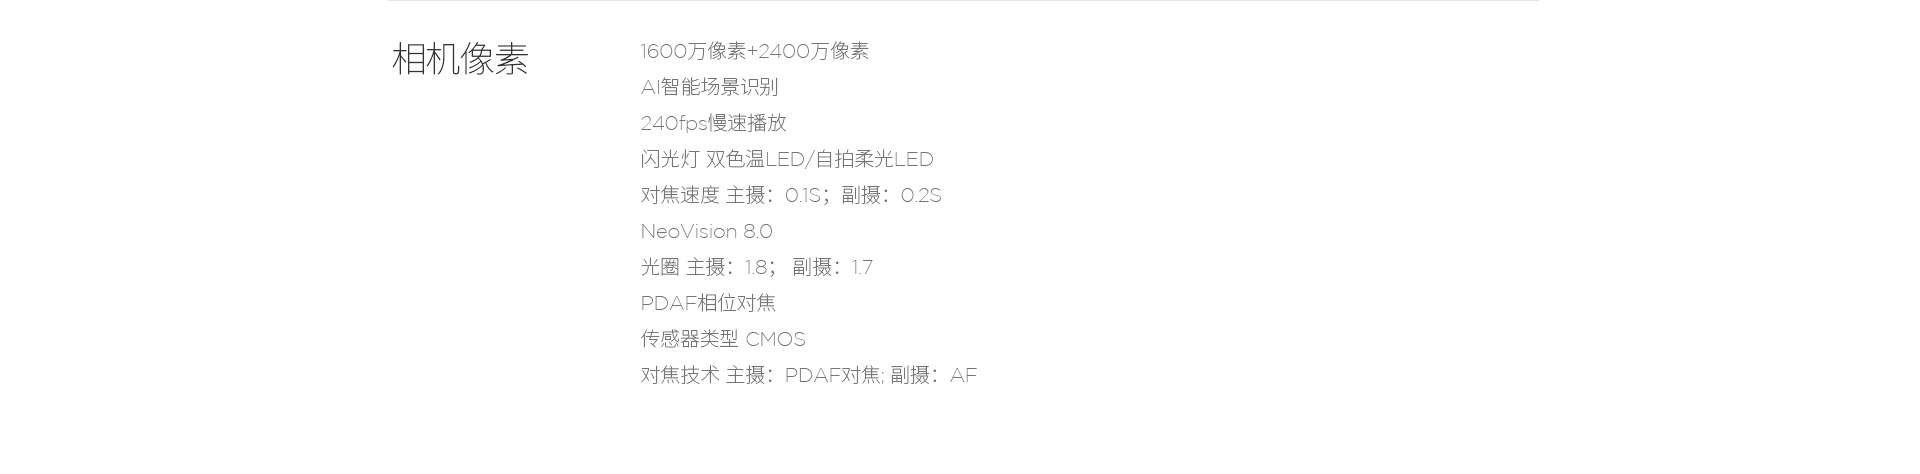 相机像素
1600万像素+2400万像素
AI智能场景识别
240fps慢速播放
闪光灯 双色温LED/自拍柔光LED
对焦速度 主摄：0.1S；副摄：0.2S
NeoVision 8.0
光圈 主摄：1.8； 副摄：1.7
PDAF相位对焦
传感器类型 CMOS
对焦技术 主摄：PDAF对焦; 副摄：AF